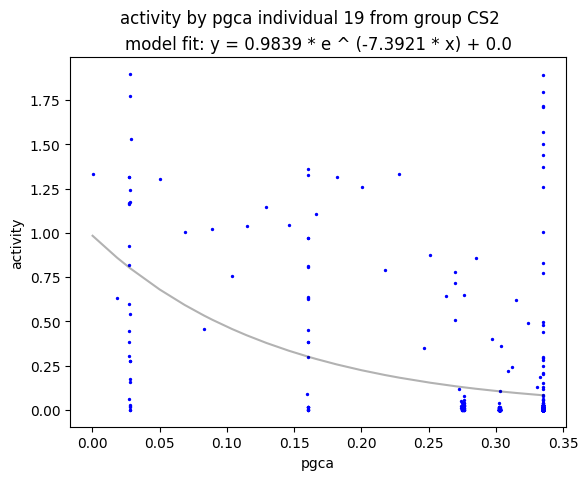 activity by pgca individual 19 from group CS2
model fit: y = 0.9839 * e ^ (-7.3921 * x) + 0.0
1.75
1.50
1.25
1.00
0.75
0.50
0.25
0.00
activity
0.00 0.05 0.10 0.15 0.20 0.25 0.30 0.35
pgca